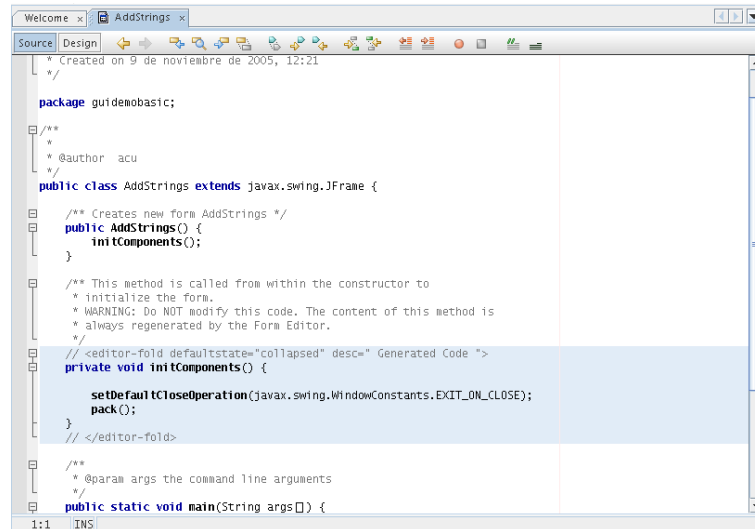 Welcome x AddStrings x
Source Design
* Created on 9 de noviembre de 2005, 12:21
*/
package guidemobasic;
/**
*
* @author acu
*/
public class AddStrings extends javax.swing.JFrame {
/** Creates new form AddStrings */
public AddStrings() {
initComponents();
}
/** This method is called from within the constructor to
* initialize the form.
* WARNING: Do NOT modify this code. The content of this method is
* always regenerated by the Form Editor.
*/
// <editor-fold defaultstate="collapsed" desc=" Generated Code ">
private void initComponents() {
setDefaultCloseOperation(javax.swing.WindowConstants.EXIT_ON_CLOSE);
pack();
}
// </editor-fold>
/**
* @param args the command line arguments
*/
public static void main(String args[]) {
1:1 INS